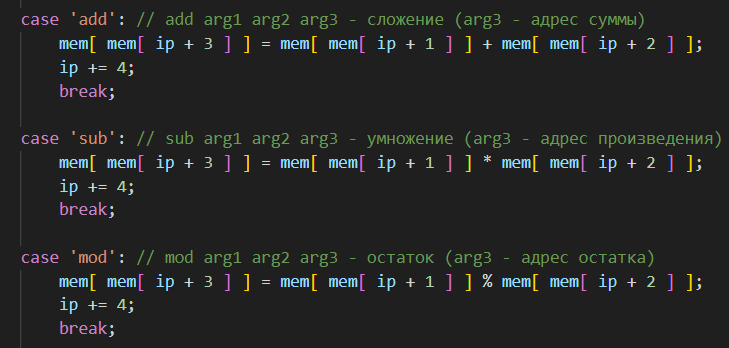 case 'add': // add arg1 arg2 arg3 - сложение (arg3 - адрес суммы)
mem[ mem[ ip + 3 ] ] = mem[ mem[ ip + 1 ] ] + mem[ mem[ ip + 2 ] ];
ip += 4;
break;
case 'sub': // sub arg1 arg2 arg3 - умножение (arg3 - адрес произведения)
mem[ mem[ ip + 3 ] ] = mem[ mem[ ip + 1 ] ] * mem[ mem[ ip + 2 ] ];
ip += 4;
break;
case 'mod': // mod arg1 arg2 arg3 - остаток (arg3 - адрес остатка)
mem[ mem[ ip + 3 ] ] = mem[ mem[ ip + 1 ] ] % mem[ mem[ ip + 2 ] ];
ip += 4;
break;